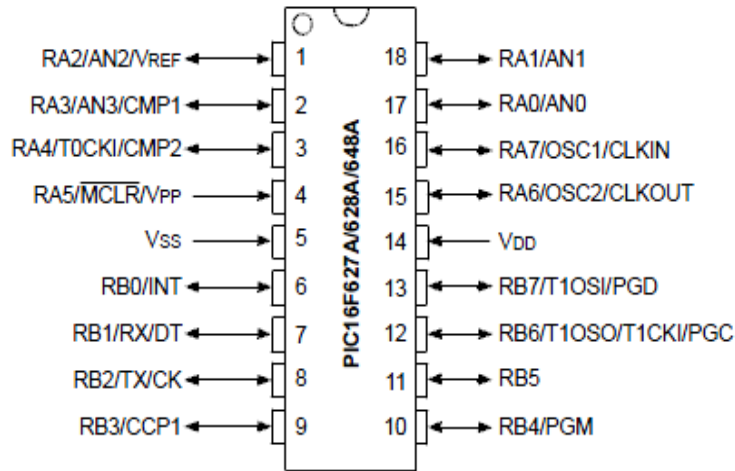 RA2/AN2/VREF 1 18 RA1/AN1
RA3/AN3/CMP1 2 17 RA0/AN0
RA4/T0CKI/CMP2 3 16 RA7/OSC1/CLKIN
RA5/MCLR/VPP 4 15 RA6/OSC2/CLKOUT
VSS 5 14 VDD
RB0/INT 6 13 RB7/T1OSI/PGD
RB1/RX/DT 7 12 RB6/T1OSO/T1CKI/PGC
RB2/TX/CK 8 11 RB5
RB3/CCP1 9 10 RB4/PGM
PIC16F627A/628A/648A